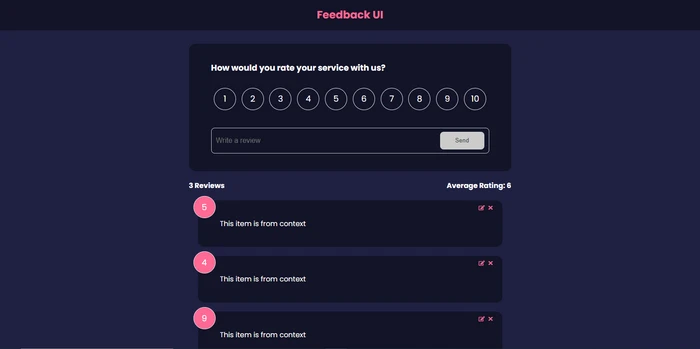 Feedback UI
How would you rate your service with us?
1 2 3 4 5 6 7 8 9 10
Write a review Send
3 Reviews Average Rating: 6
5
This item is from context
4
This item is from context
9
This item is from context